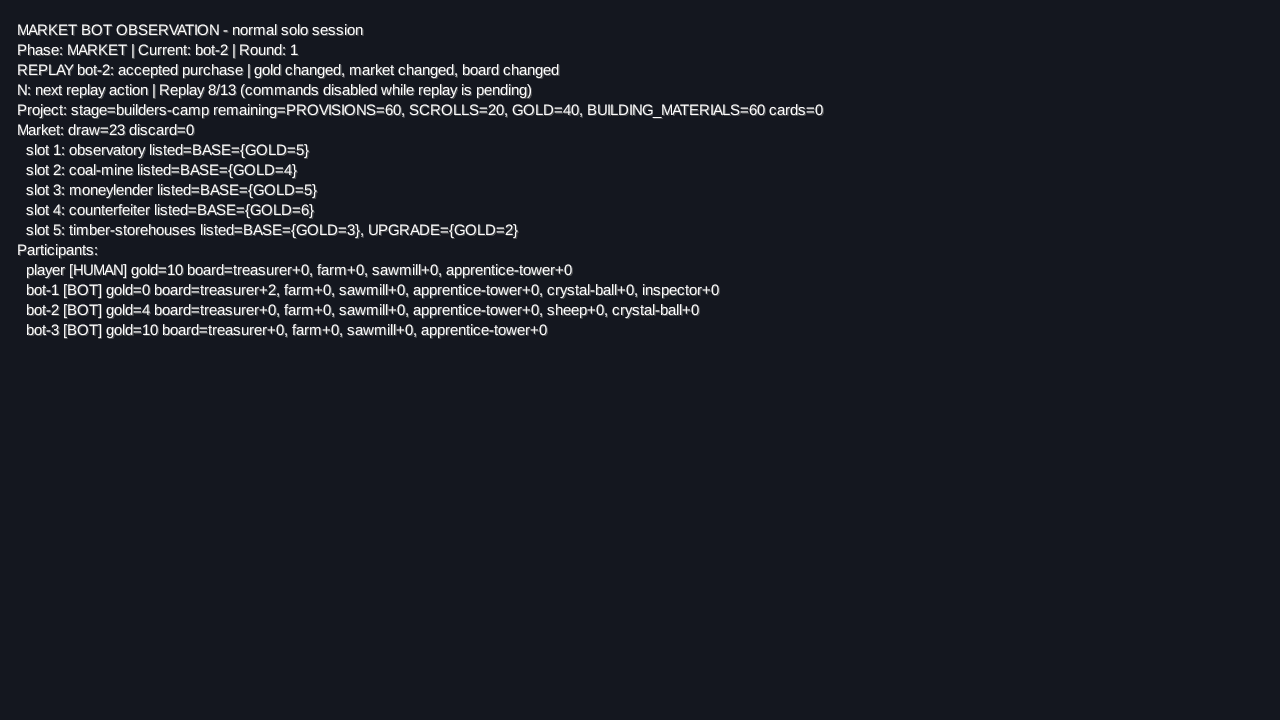 MARKET BOT OBSERVATION - normal solo session
Phase: MARKET | Current: bot-2 | Round: 1
REPLAY bot-2: accepted purchase | gold changed, market changed, board changed
N: next replay action | Replay 8/13 (commands disabled while replay is pending)
Project: stage=builders-camp remaining=PROVISIONS=60, SCROLLS=20, GOLD=40, BUILDING_MATERIALS=60 cards=0
Market: draw=23 discard=0
slot 1: observatory listed=BASE={GOLD=5}
slot 2: coal-mine listed=BASE={GOLD=4}
slot 3: moneylender listed=BASE={GOLD=5}
slot 4: counterfeiter listed=BASE={GOLD=6}
slot 5: timber-storehouses listed=BASE={GOLD=3}, UPGRADE={GOLD=2}
Participants:
player [HUMAN] gold=10 board=treasurer+0, farm+0, sawmill+0, apprentice-tower+0
bot-1 [BOT] gold=0 board=treasurer+2, farm+0, sawmill+0, apprentice-tower+0, crystal-ball+0, inspector+0
bot-2 [BOT] gold=4 board=treasurer+0, farm+0, sawmill+0, apprentice-tower+0, sheep+0, crystal-ball+0
bot-3 [BOT] gold=10 board=treasurer+0, farm+0, sawmill+0, apprentice-tower+0